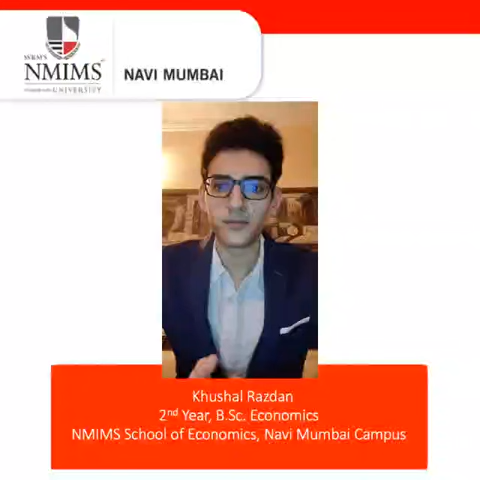 SVKM'S
NMIMS
UNIVERSITY
NAVI MUMBAI
Khushal Razdan
2nd Year, B.Sc. Economics
NMIMS School of Economics, Navi Mumbai Campus